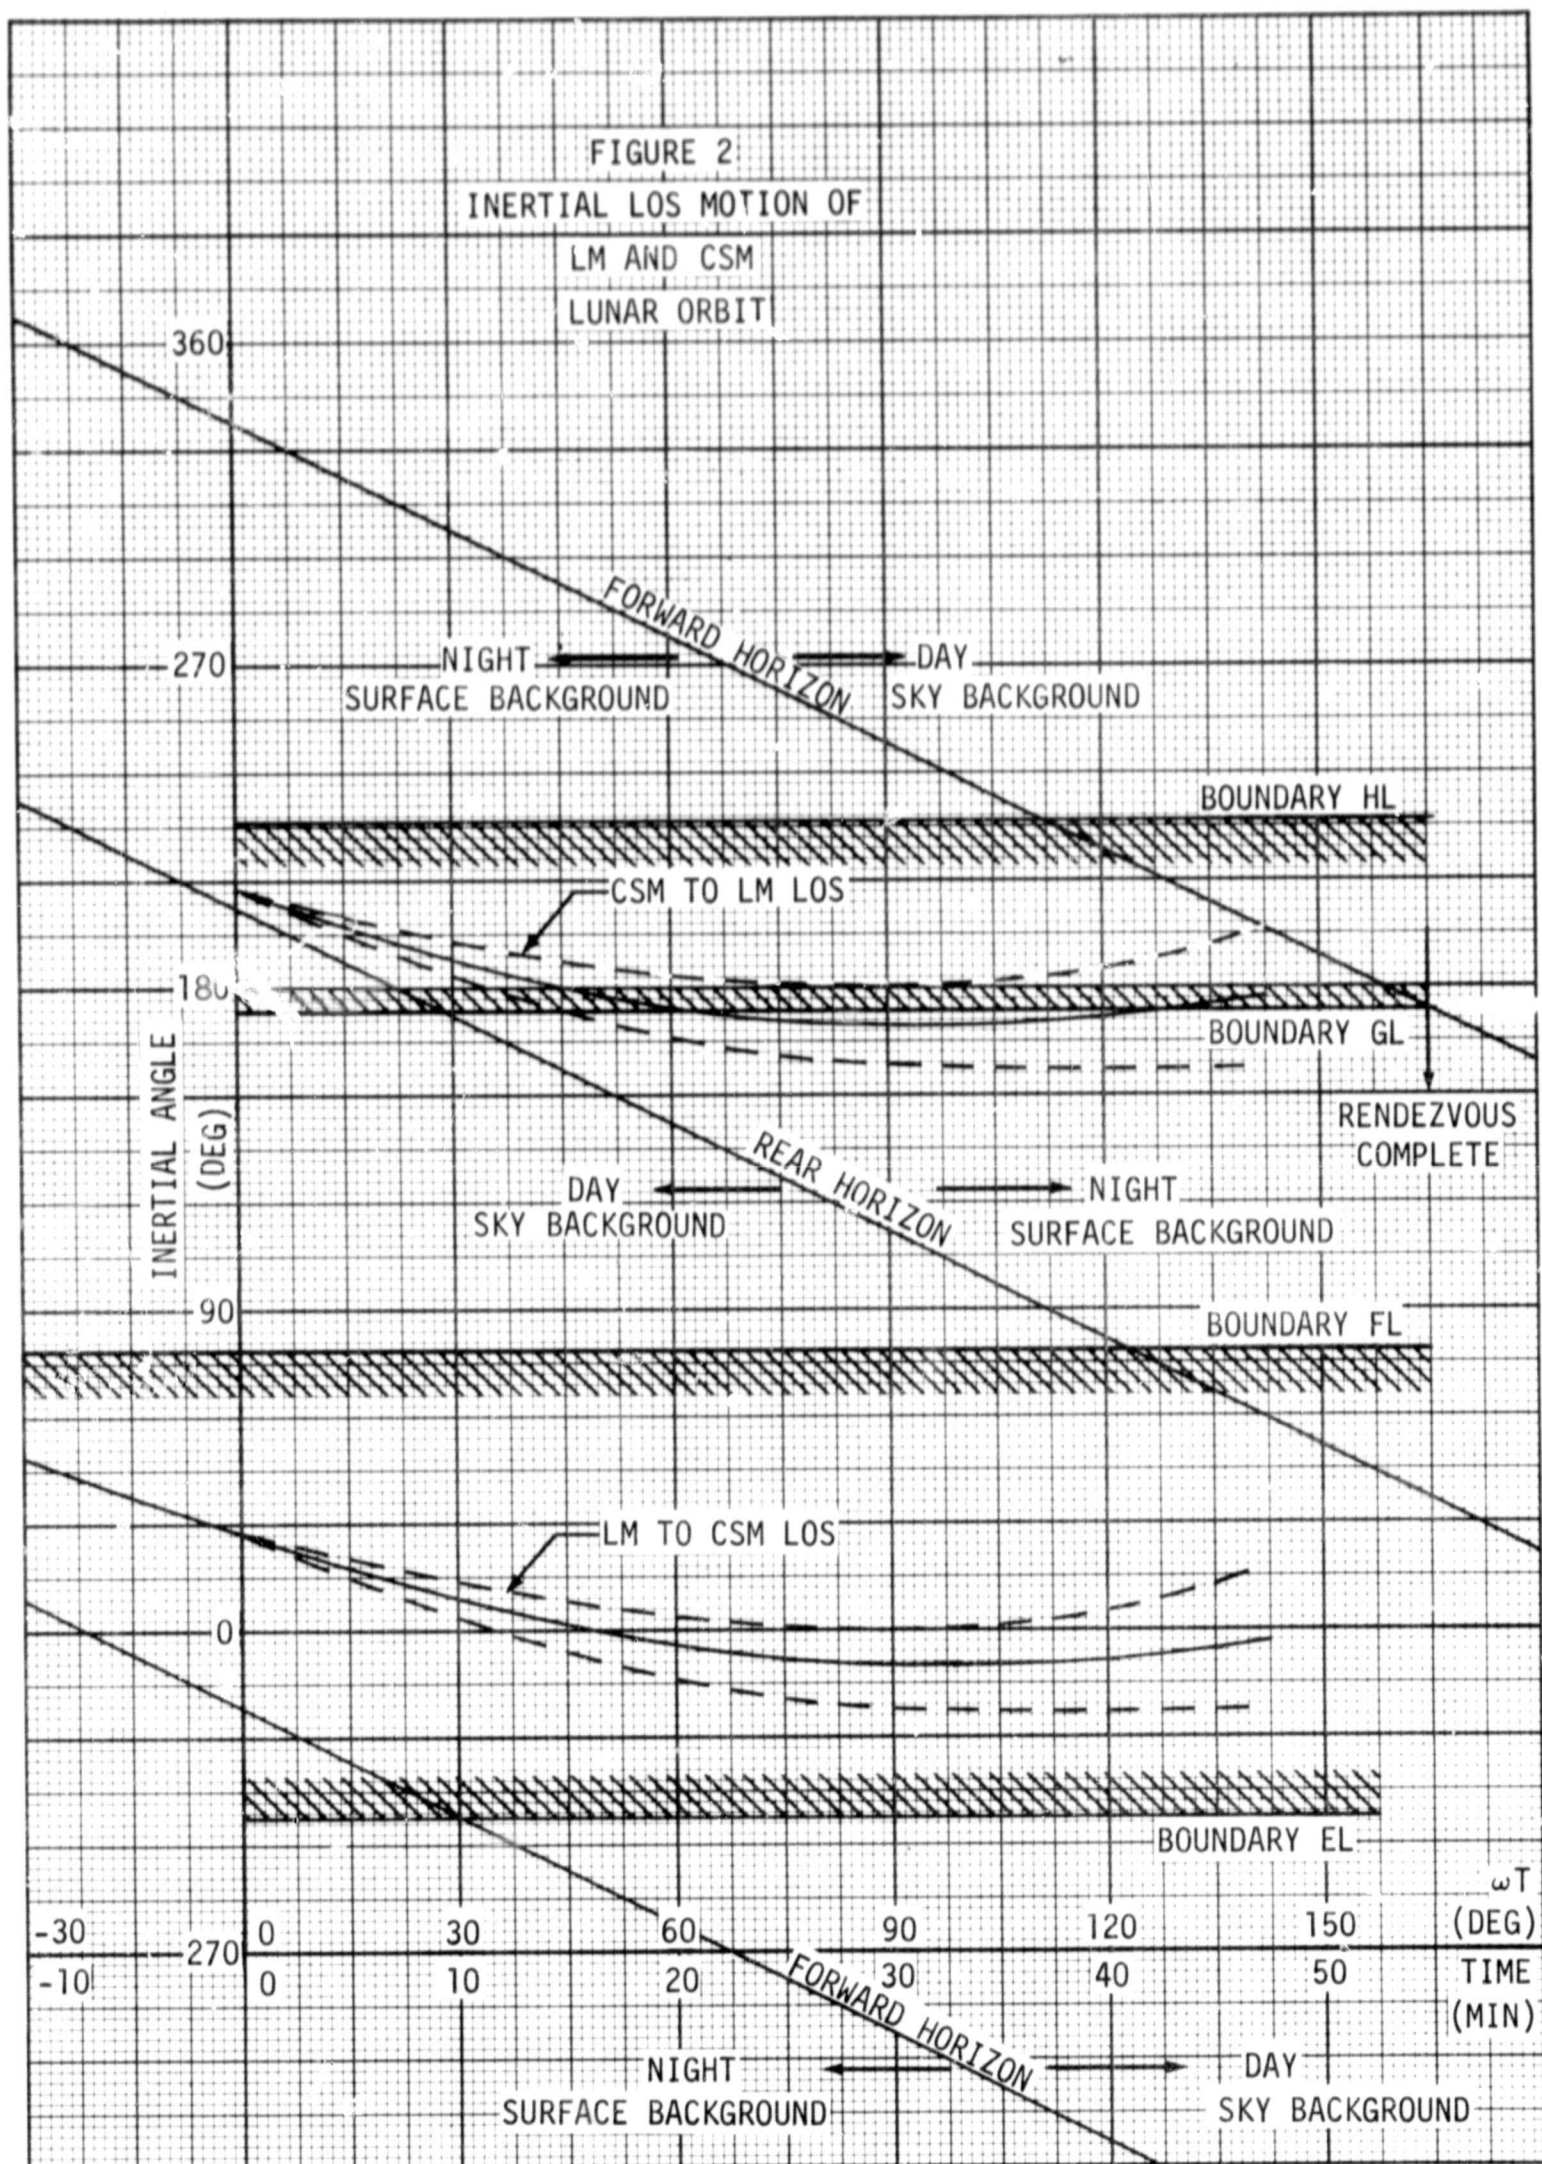 FIGURE 2
INERTIAL LOS MOTION OF
LM AND CSM
LUNAR ORBIT
360
FORWARD HORIZON
270
NIGHT
SURFACE BACKGROUND
DAY
SKY BACKGROUND
BOUNDARY HL
CSM TO LM LOS
180
BOUNDARY GL
INERTIAL ANGLE
(DEG)
RENDEZVOUS
COMPLETE
REAR HORIZON
DAY
SKY BACKGROUND
NIGHT
SURFACE BACKGROUND
90
BOUNDARY FL
LM TO CSM LOS
0
BOUNDARY EL
ωT
(DEG)
-30 0 30 60 90 120 150
270
-10 0 10 20 30 40 50
TIME
(MIN)
FORWARD HORIZON
NIGHT
SURFACE BACKGROUND
DAY
SKY BACKGROUND